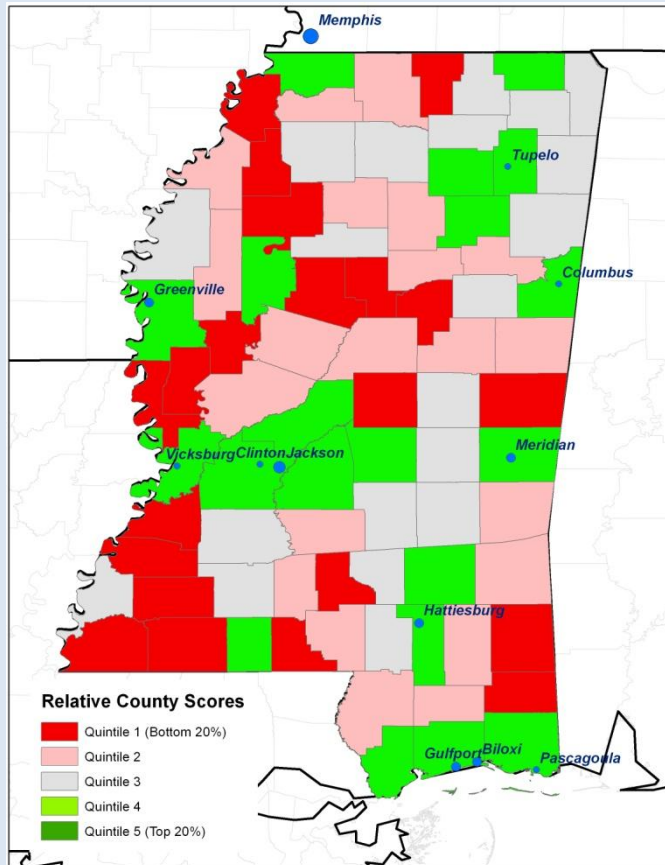 Memphis
Tupelo
Columbus
Greenville
Vicksburg
Clinton
Jackson
Meridian
Hattiesburg
Relative County Scores
Quintile 1 (Bottom 20%)
Quintile 2
Quintile 3
Quintile 4
Quintile 5 (Top 20%)
Gulfport
Biloxi
Pascagoula